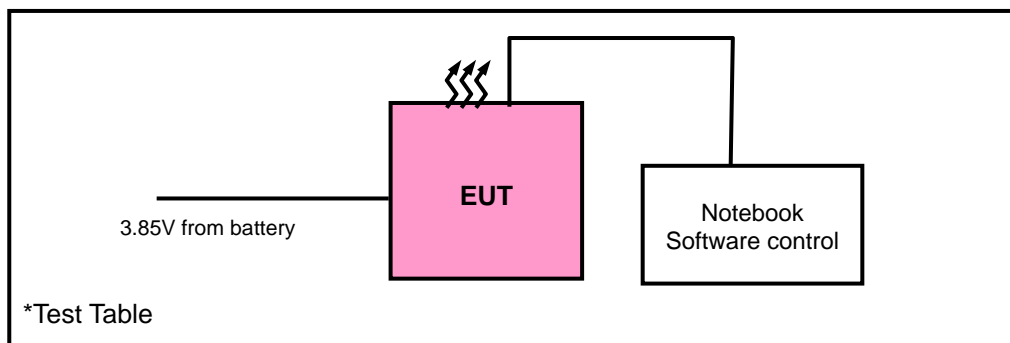 EUT
3.85V from battery
Notebook
Software control
*Test Table